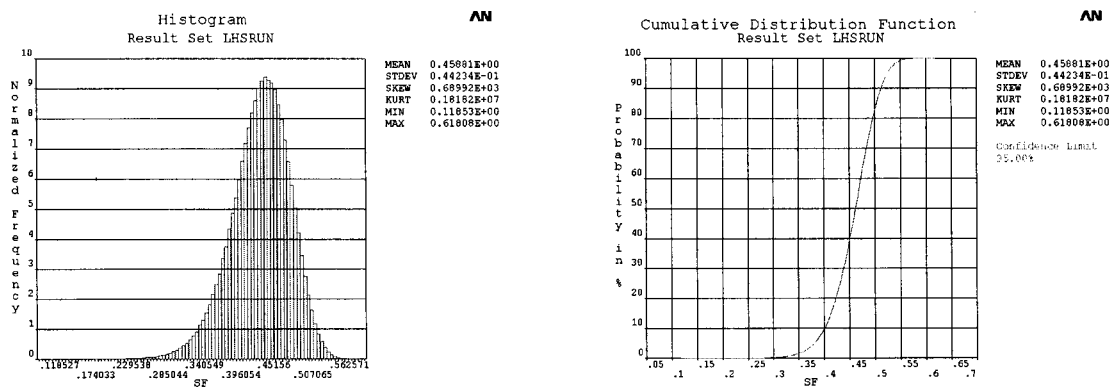 Histogram
Result Set LHSRUN
AN
10
9
8
7
6
5
4
3
2
1
0
Normalized Frequency
.118527 .229538 .340549 .45156 .562571
.174033 .285044 .396054 .507065
SF
MEAN 0.45881E+00
STDEV 0.44234E-01
SKEW 0.68992E+03
KURT 0.18182E+07
MIN 0.11853E+00
MAX 0.61808E+00
Cumulative Distribution Function
Result Set LHSRUN
AN
100
90
80
70
60
50
40
30
20
10
0
Probability in %
.05 .15 .25 .35 .45 .55 .65
.1 .2 .3 .4 .5 .6 .7
SF
MEAN 0.45881E+00
STDEV 0.44234E-01
SKEW 0.68992E+03
KURT 0.18182E+07
MIN 0.11853E+00
MAX 0.61808E+00
Confidence Limit
95.00%